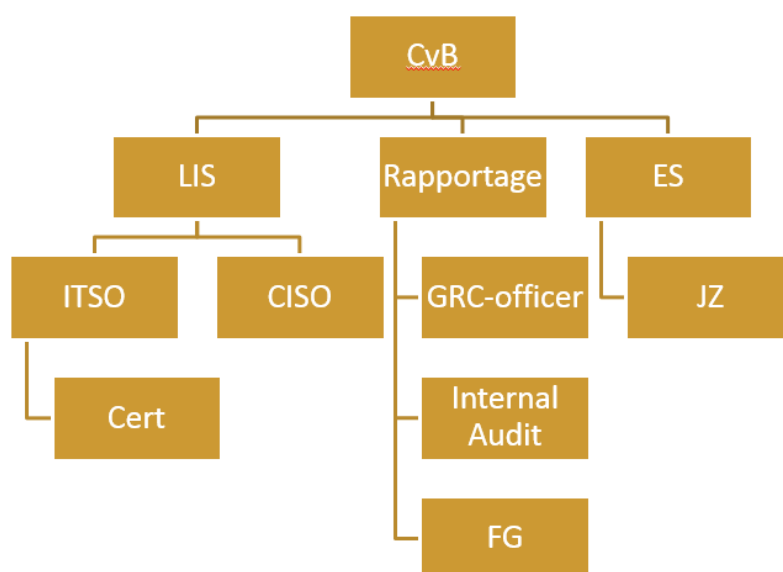 CvB
LIS
Rapportage
ES
ITSO
CISO
GRC-officer
JZ
Cert
Internal
Audit
FG